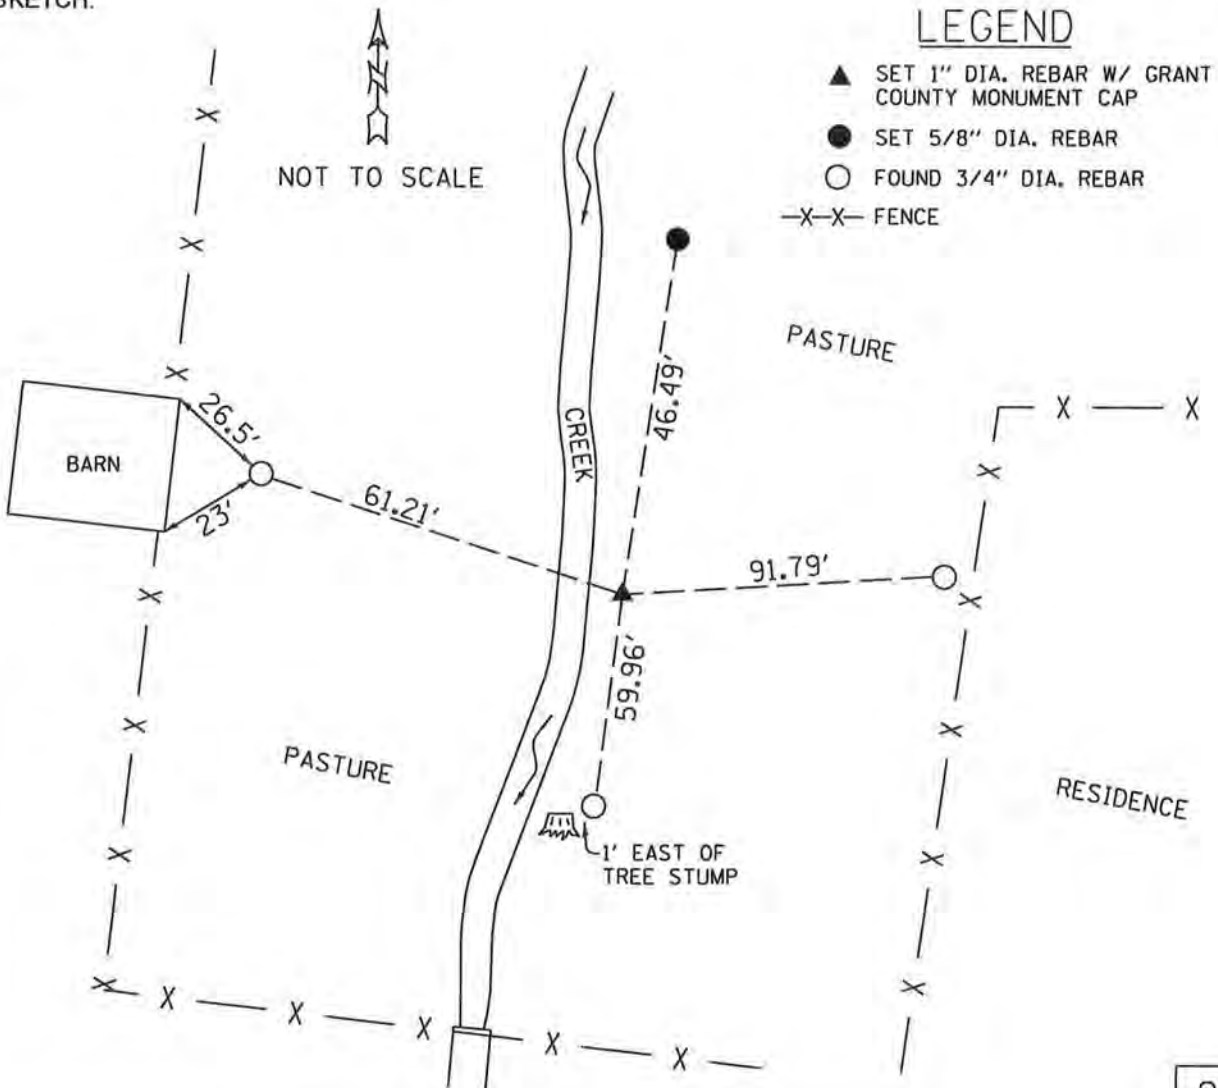 SKETCH.
LEGEND
SET 1" DIA. REBAR W/ GRANT
COUNTY MONUMENT CAP
SET 5/8" DIA. REBAR
FOUND 3/4" DIA. REBAR
—X—X— FENCE
N
NOT TO SCALE
PASTURE
46.49'
CREEK
26.5'
BARN
23'
61.21'
91.79'
59.96'
PASTURE
RESIDENCE
1' EAST OF
TREE STUMP